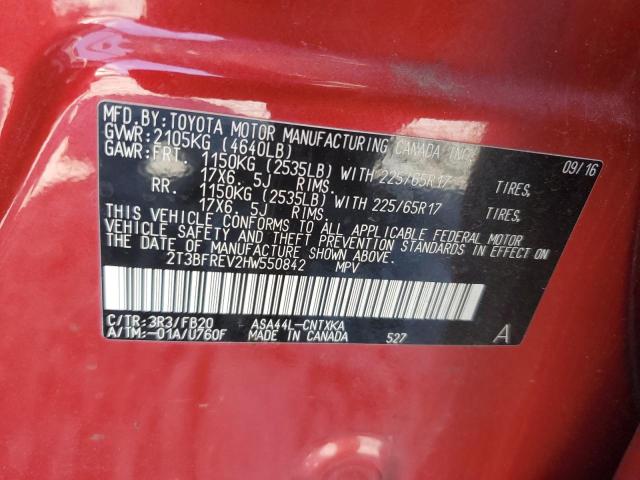 MFD.BY:TOYOTA MOTOR MANUFACTURING CANADA INC. 09/16
GVWR:2105KG (4640LB)
GAWR:FRT. 1150KG (2535LB) WITH 225/65R17 TIRES,
17X6.5J RIMS.
RR. 1150KG (2535LB) WITH 225/65R17 TIRES,
17X6.5J RIMS.
THIS VEHICLE CONFORMS TO ALL APPLICABLE FEDERAL MOTOR
VEHICLE SAFETY AND THEFT PREVENTION STANDARDS IN EFFECT ON
THE DATE OF MANUFACTURE SHOWN ABOVE.
2T3BFREV2HW550842 MPV
C/TR:3R3/FB20 ASA44L-CNTXKA
A/TM:-01A/U760F MADE IN CANADA 527 A